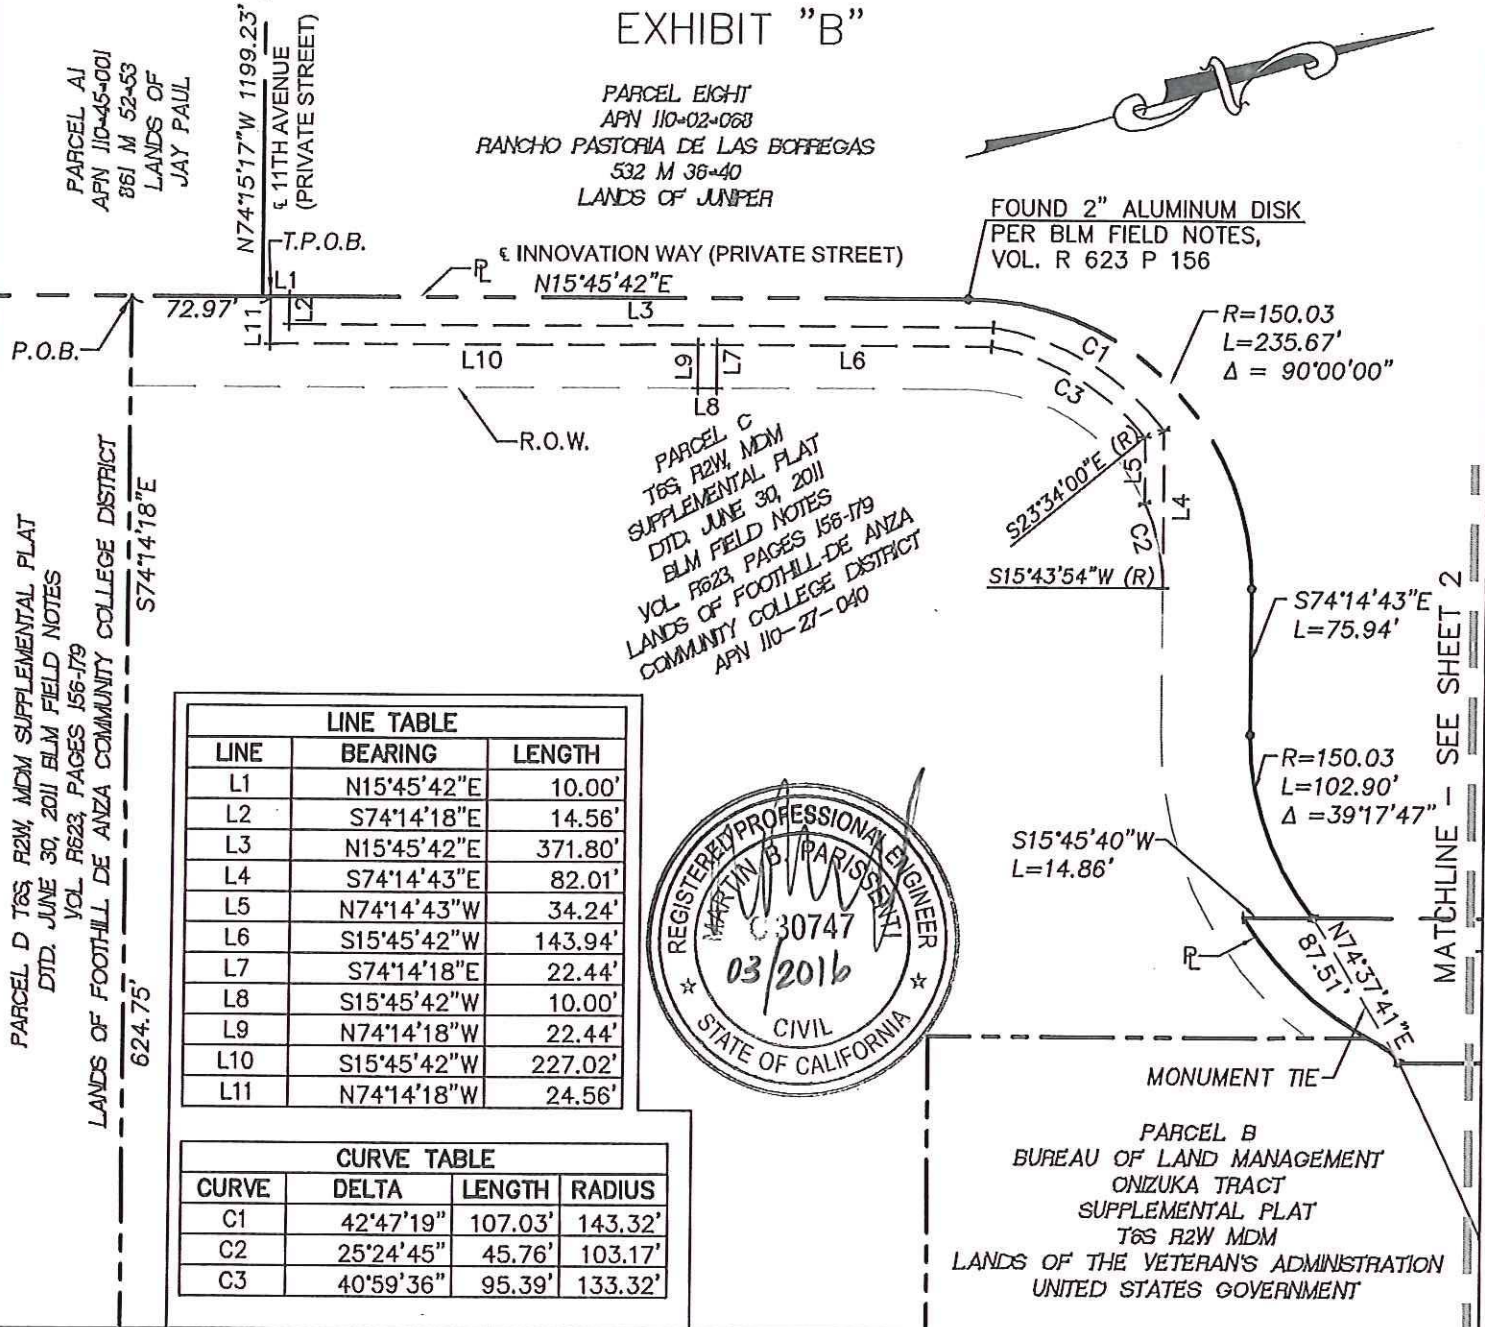 EXHIBIT "B"
PARCEL A1
APN 110-45-001
861 M 52-53
LANDS OF
JAY PAUL
N74°15'17"W 1199.23'
℄ 11TH AVENUE
(PRIVATE STREET)
PARCEL EIGHT
APN 110-02-068
RANCHO PASTORIA DE LAS BORREGAS
532 M 36-40
LANDS OF JUNIPER
N
FOUND 2" ALUMINUM DISK
PER BLM FIELD NOTES,
VOL. R 623 P 156
T.P.O.B.
℄ INNOVATION WAY (PRIVATE STREET)
PL
N15°45'42"E
L1
72.97'
L11
L2
L3
P.O.B.
L10
L9
L7
L6
L8
C1
C3
R=150.03
L=235.67'
Δ = 90°00'00"
R.O.W.
PARCEL C
T6S, R2W, MDM
SUPPLEMENTAL PLAT
DTD. JUNE 30, 2011
BLM FIELD NOTES
VOL. R623, PAGES 156-179
LANDS OF FOOTHILL-DE ANZA
COMMUNITY COLLEGE DISTRICT
APN 110-27-040
S23°34'00"E (R)
L5
L4
C2
S15°43'54"W (R)
S74°14'43"E
L=75.94'
MATCHLINE - SEE SHEET 2
PARCEL D T6S, R2W, MDM SUPPLEMENTAL PLAT
DTD. JUNE 30, 2011 BLM FIELD NOTES
VOL. R623, PAGES 156-179
LANDS OF FOOTHILL DE ANZA COMMUNITY COLLEGE DISTRICT
S74°14'18"E
624.75'
LINE TABLE
LINE BEARING LENGTH
L1 N15°45'42"E 10.00'
L2 S74°14'18"E 14.56'
L3 N15°45'42"E 371.80'
L4 S74°14'43"E 82.01'
L5 N74°14'43"W 34.24'
L6 S15°45'42"W 143.94'
L7 S74°14'18"E 22.44'
L8 S15°45'42"W 10.00'
L9 N74°14'18"W 22.44'
L10 S15°45'42"W 227.02'
L11 N74°14'18"W 24.56'
CURVE TABLE
CURVE DELTA LENGTH RADIUS
C1 42°47'19" 107.03' 143.32'
C2 25°24'45" 45.76' 103.17'
C3 40°59'36" 95.39' 133.32'
REGISTERED PROFESSIONAL ENGINEER
MARTIN B. PARISSENTI
C 30747
03/2016
CIVIL
STATE OF CALIFORNIA
R=150.03
L=102.90'
Δ =39°17'47"
S15°45'40"W
L=14.86'
PL
N74°37'41"E
87.51'
MONUMENT TIE
PARCEL B
BUREAU OF LAND MANAGEMENT
ONIZUKA TRACT
SUPPLEMENTAL PLAT
T6S R2W MDM
LANDS OF THE VETERAN'S ADMINISTRATION
UNITED STATES GOVERNMENT